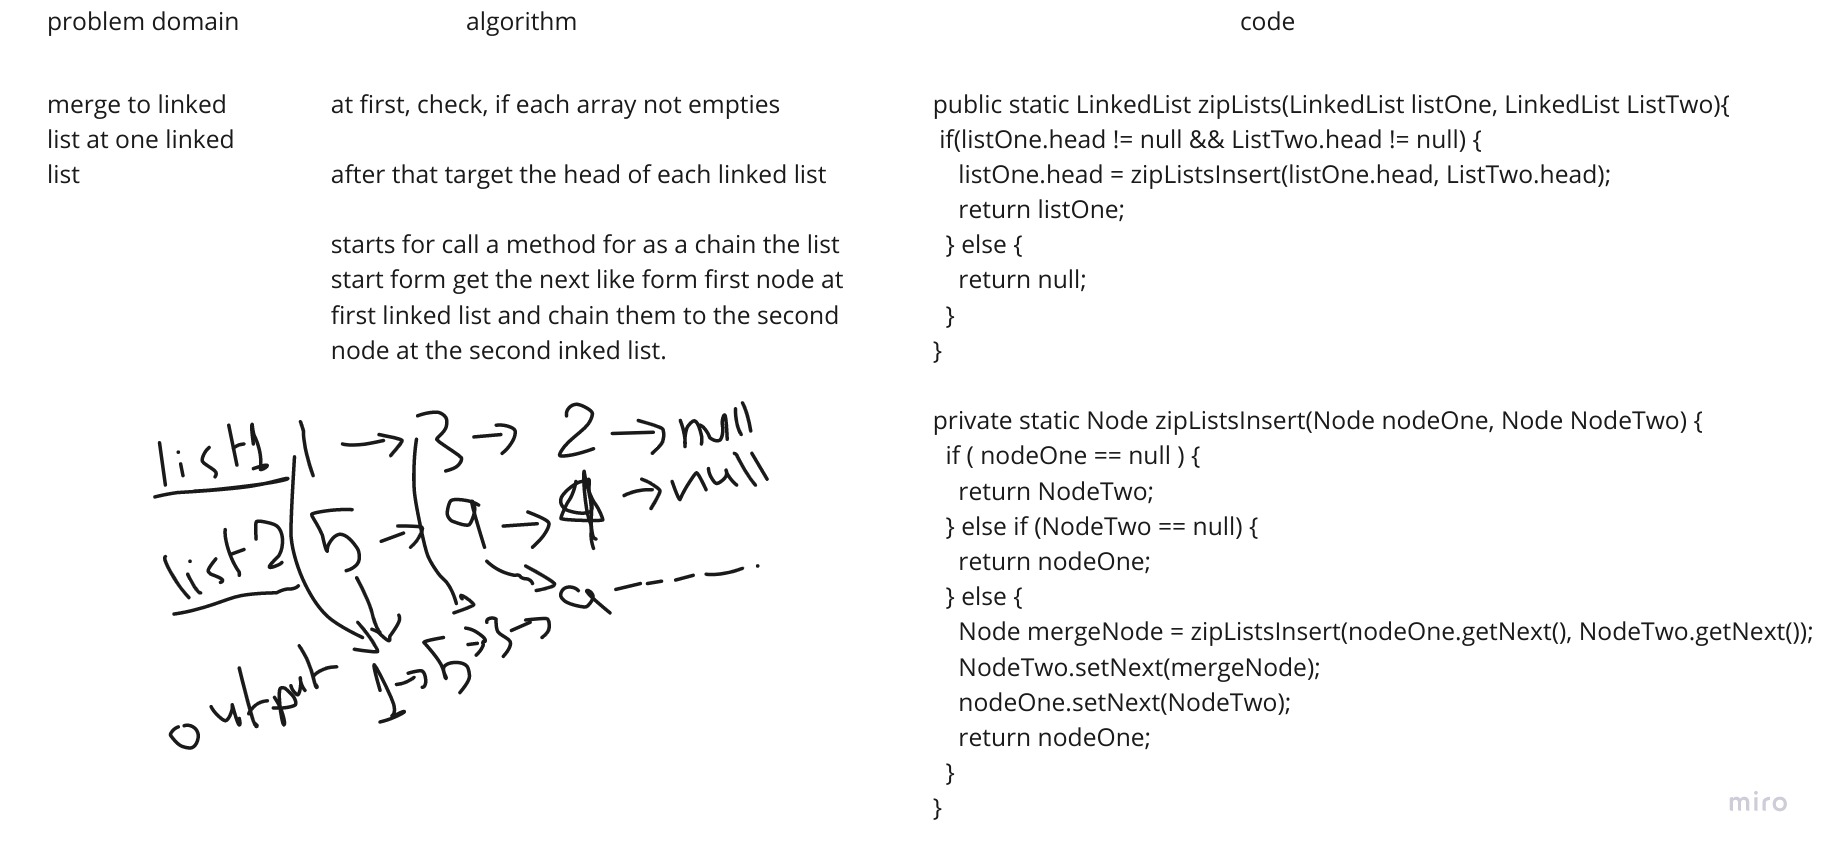 problem domain
algorithm
code
merge to linked
list at one linked
list
at first, check, if each array not empties
after that target the head of each linked list
starts for call a method for as a chain the list
start form get the next like form first node at
first linked list and chain them to the second
node at the second inked list.
list1 1 → 3 → 2 → null
list2 5 → 9 → 4 → null
output 1 → 5 → 3 → 9 - - - - -
public static LinkedList zipLists(LinkedList listOne, LinkedList ListTwo){
if(listOne.head != null && ListTwo.head != null) {
listOne.head = zipListsInsert(listOne.head, ListTwo.head);
return listOne;
} else {
return null;
}
}
private static Node zipListsInsert(Node nodeOne, Node NodeTwo) {
if ( nodeOne == null ) {
return NodeTwo;
} else if (NodeTwo == null) {
return nodeOne;
} else {
Node mergeNode = zipListsInsert(nodeOne.getNext(), NodeTwo.getNext());
NodeTwo.setNext(mergeNode);
nodeOne.setNext(NodeTwo);
return nodeOne;
}
}
miro